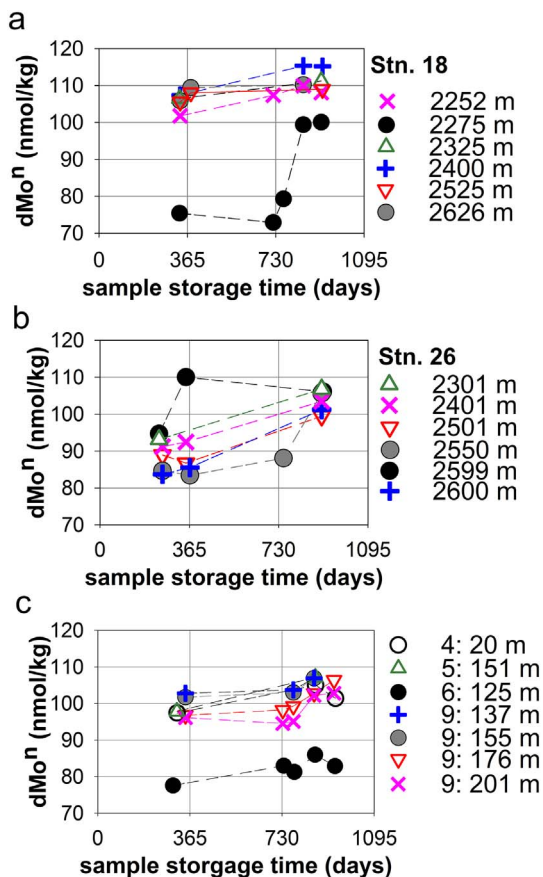 a
dMoⁿ (nmol/kg)
120
110
100
90
80
70
0 365 730 1095
sample storage time (days)
Stn. 18
2252 m
2275 m
2325 m
2400 m
2525 m
2626 m
b
dMoⁿ (nmol/kg)
120
110
100
90
80
70
0 365 730 1095
sample storage time (days)
Stn. 26
2301 m
2401 m
2501 m
2550 m
2599 m
2600 m
c
dMoⁿ (nmol/kg)
120
110
100
90
80
70
0 365 730 1095
sample storgage time (days)
4: 20 m
5: 151 m
6: 125 m
9: 137 m
9: 155 m
9: 176 m
9: 201 m